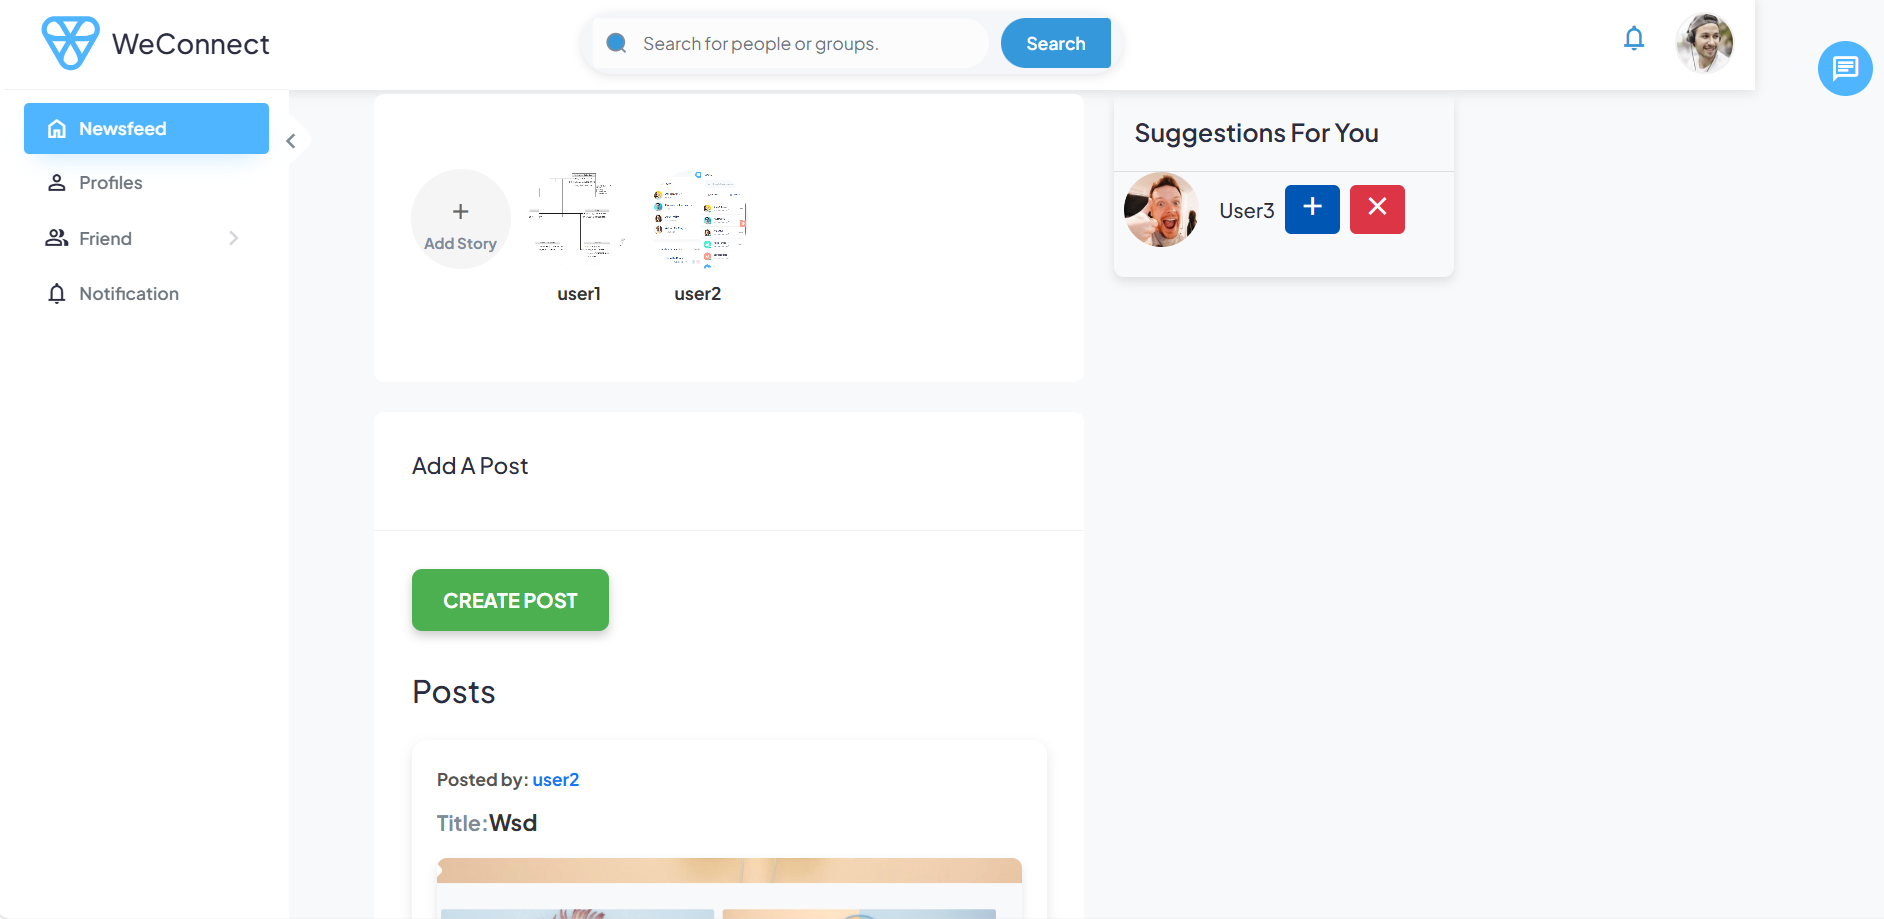 WeConnect
Search for people or groups.
Search
Newsfeed
Profiles
Friend
Notification
Add Story
user1
user2
Suggestions For You
User3
Add A Post
CREATE POST
Posts
Posted by: user2
Title:Wsd